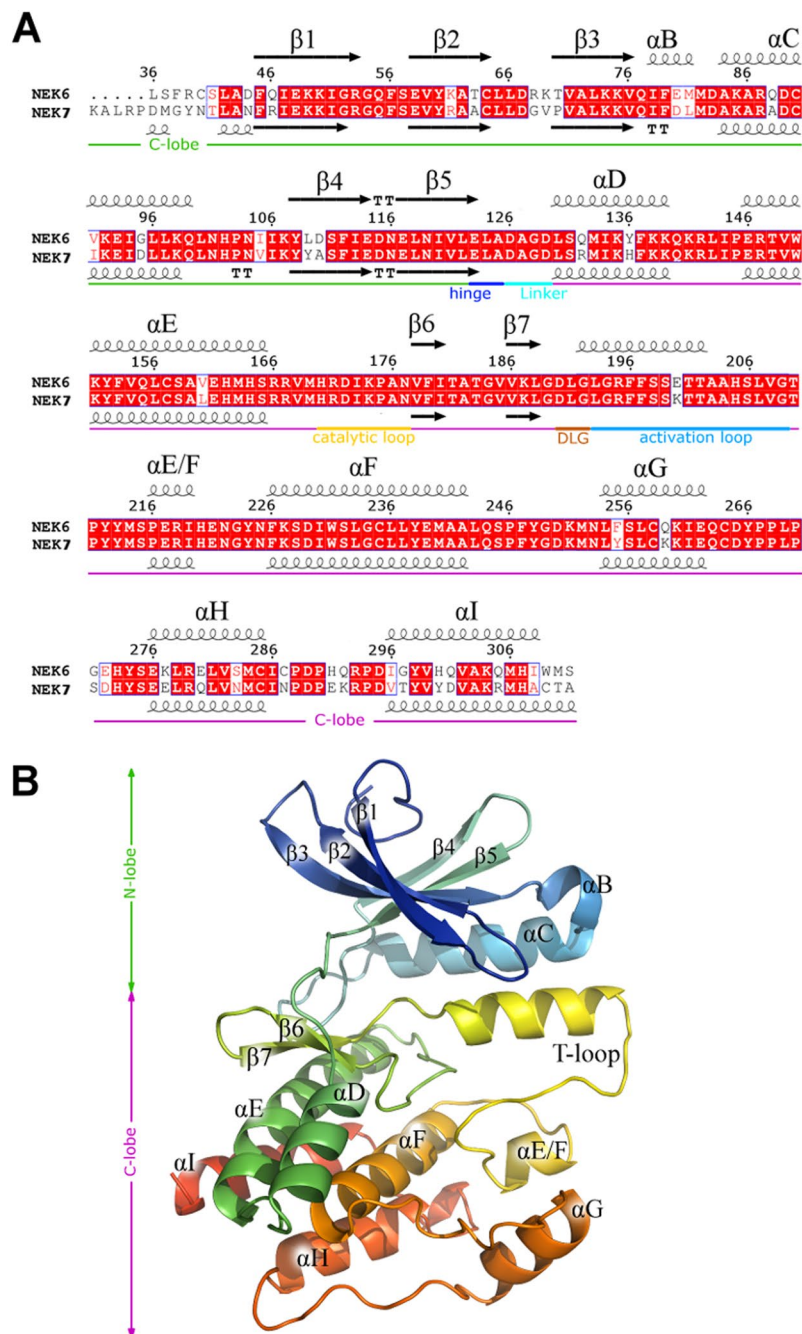 A
β1 β2 β3 αB αC
36 46 56 66 76 86
NEK6 .....LSFRCSLADFQIEKKIGRGQFSEVYKATCLLDRKTVALKKVQIFEMMDAKARQDC
NEK7 KALRPDMGYNTLANFRIEKKIGRGQFSEVYRAACLLDGVPVALKKVQIFDLMDAKARADC
TT
C-lobe
β4 TT β5 αD
96 106 116 126 136 146
NEK6 VKEIGLLKQLNHPNIIKYLDSFIEDNELNIVLELADAGDLSQMIKYFKKQKRLIPERTVW
NEK7 IKEIDLLKQLNHPNVIKYYASFIEDNELNIVLELADAGDLSRMIKHFKKQKRLIPERTVW
TT TT
hinge Linker
αE β6 β7
156 166 176 186 196 206
NEK6 KYFVQLCSAVEHMHSRRVMHRDIKPANVFITATGVVKLGDLGLGRFFSSETTAAHSLVGT
NEK7 KYFVQLCSALEHMHSRRVMHRDIKPANVFITATGVVKLGDLGLGRFFSSKTTAAHSLVGT
catalytic loop DLG activation loop
αE/F αF αG
216 226 236 246 256 266
NEK6 PYYMSPERIHENGYNFKSDIWSLGCLLYEMAALQSPFYGDKMNLFSLCQKIEQCDYPPLP
NEK7 PYYMSPERIHENGYNFKSDIWSLGCLLYEMAALQSPFYGDKMNLYSLCKKIEQCDYPPLP
αH αI
276 286 296 306
NEK6 GEHYSEKLRELVSMCICPDPHQRPDIGYVHQVAKQMHIWMS
NEK7 SDHYSEELRQLVNMCINPDPEKRPDVTYVYDVAKRMHACTA
C-lobe
B
N-lobe
β1
β3 β2 β4 β5
αB
αC
C-lobe
β6
β7
T-loop
αE αD
αF αE/F
αI
αG
αH